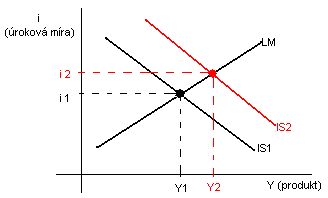 i
(úroková míra)
LM
i 2
i 1
IS2
IS1
Y1
Y2
Y (produkt)